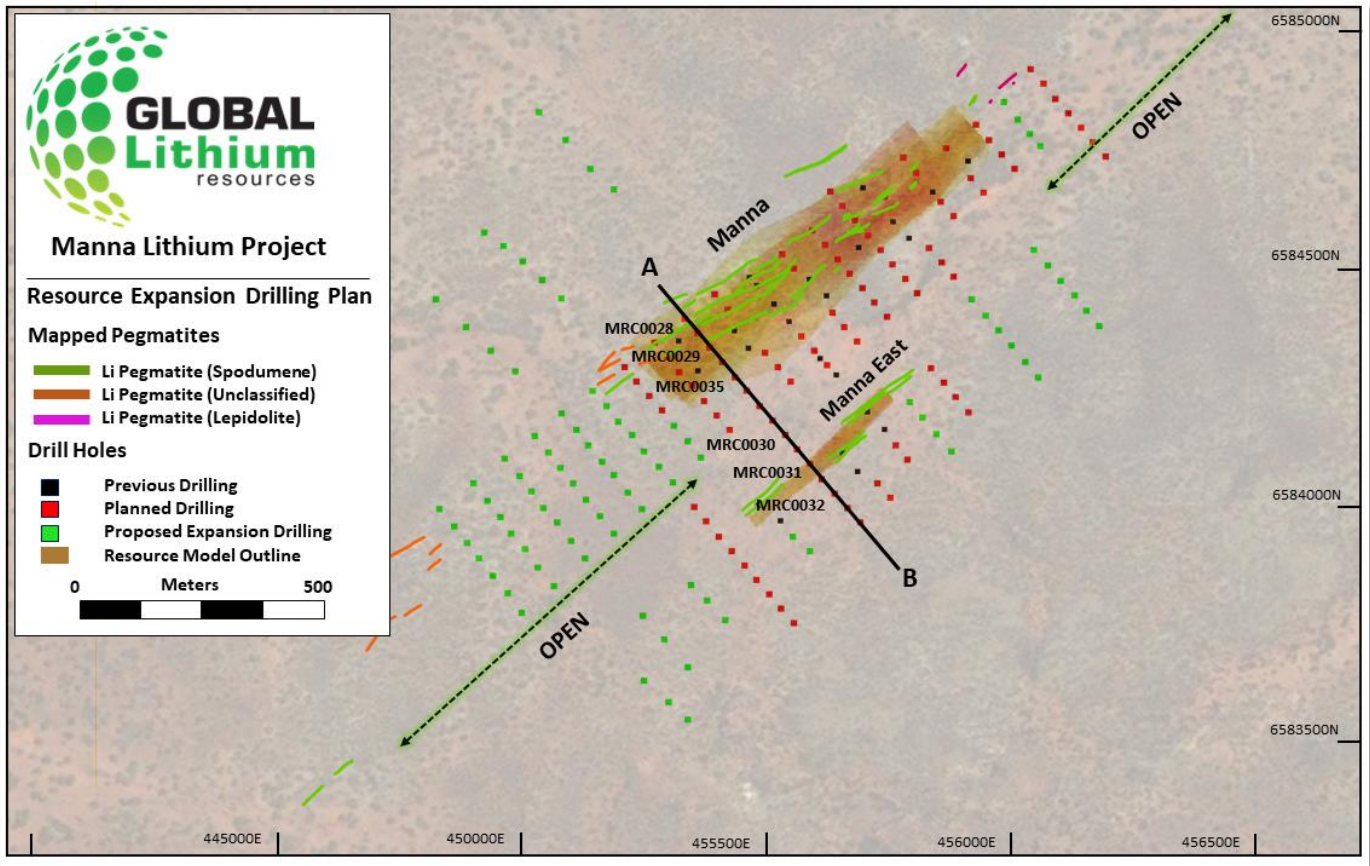 GLOBAL
Lithium
resources
Manna Lithium Project
Resource Expansion Drilling Plan
Mapped Pegmatites
Li Pegmatite (Spodumene)
Li Pegmatite (Unclassified)
Li Pegmatite (Lepidolite)
Drill Holes
Previous Drilling
Planned Drilling
Proposed Expansion Drilling
Resource Model Outline
0 Meters 500
6585000N
OPEN
Manna
A
6584500N
MRC0028
MRC0029
MRC0035
Manna East
MRC0030
MRC0031
MRC0032
6584000N
B
OPEN
6583500N
445000E
450000E
455500E
456000E
456500E